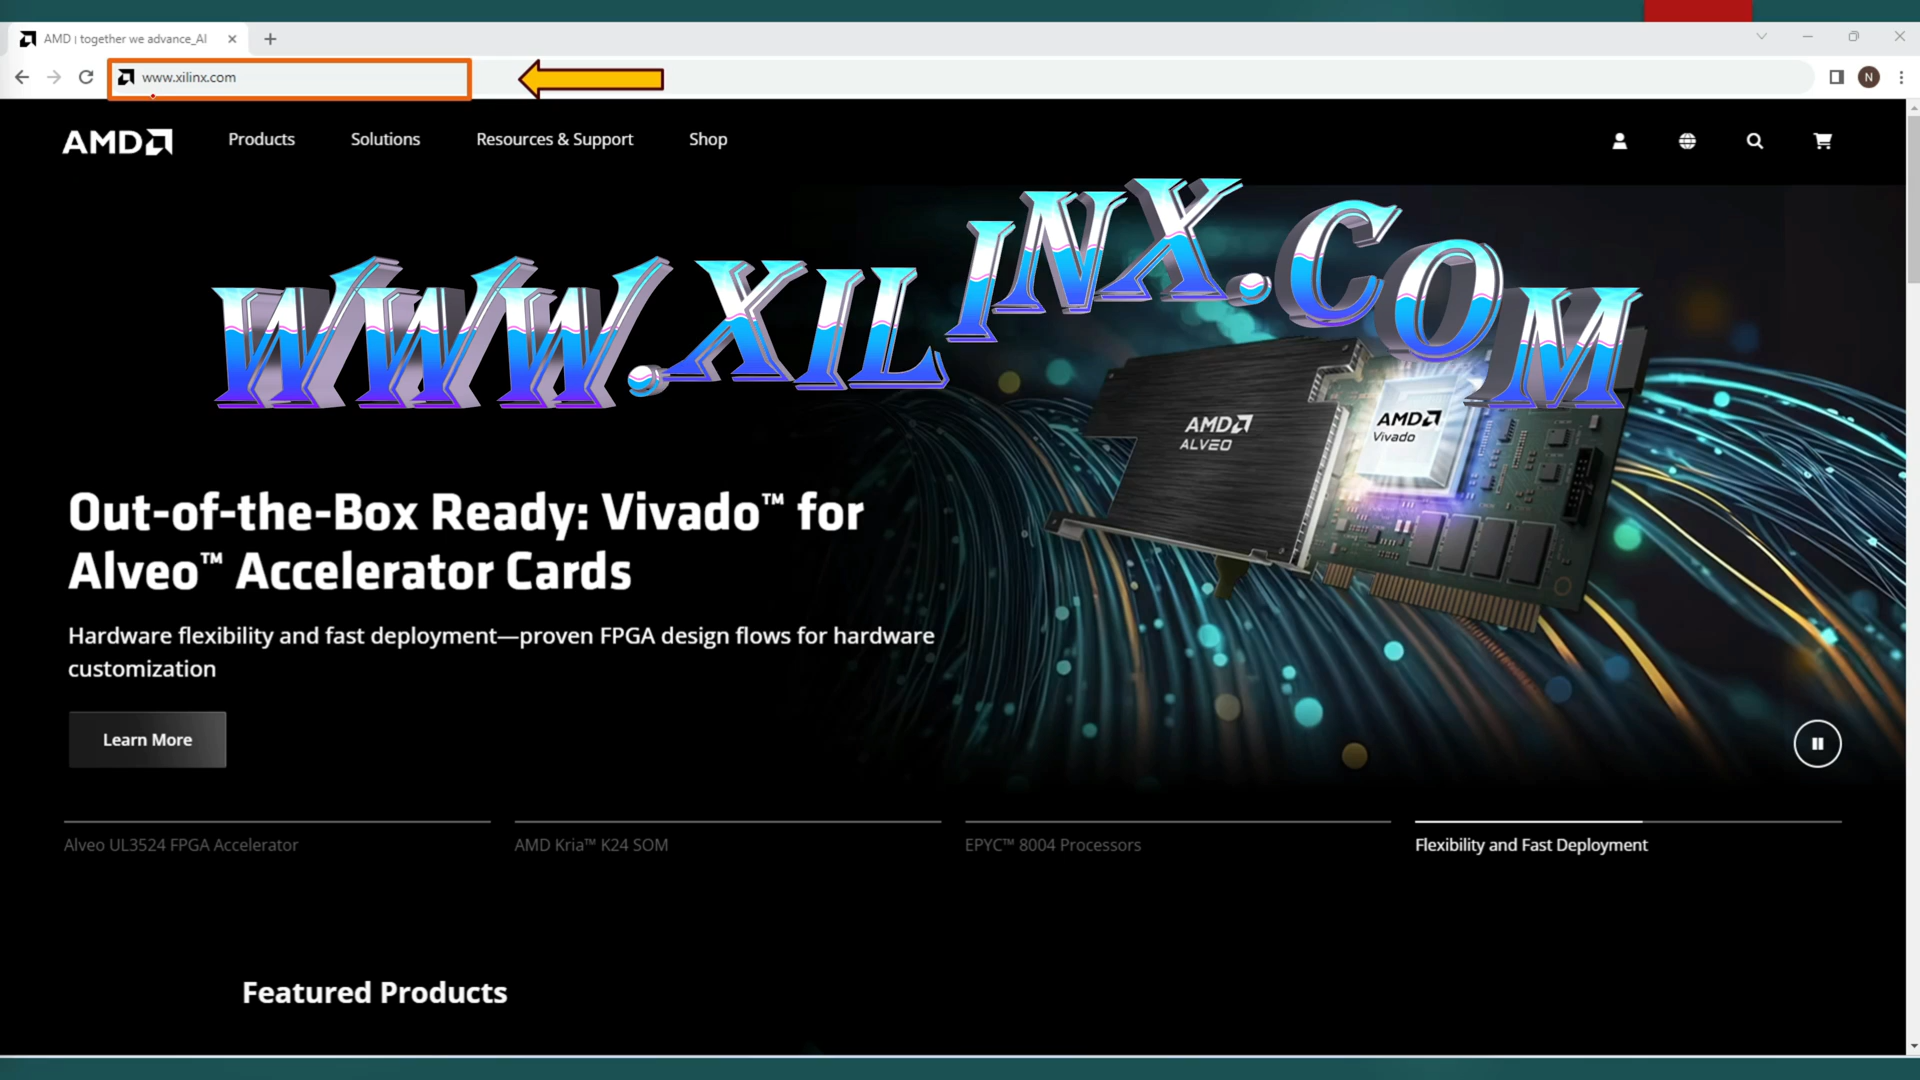 AMD | together we advance_AI
www.xilinx.com
N
AMD
Products
Solutions
Resources & Support
Shop
WWW.XILINX.COM
AMD
ALVEO
AMD
Vivado
Out-of-the-Box Ready: Vivado™ for
Alveo™ Accelerator Cards
Hardware flexibility and fast deployment—proven FPGA design flows for hardware
customization
Learn More
Alveo UL3524 FPGA Accelerator
AMD Kria™ K24 SOM
EPYC™ 8004 Processors
Flexibility and Fast Deployment
Featured Products